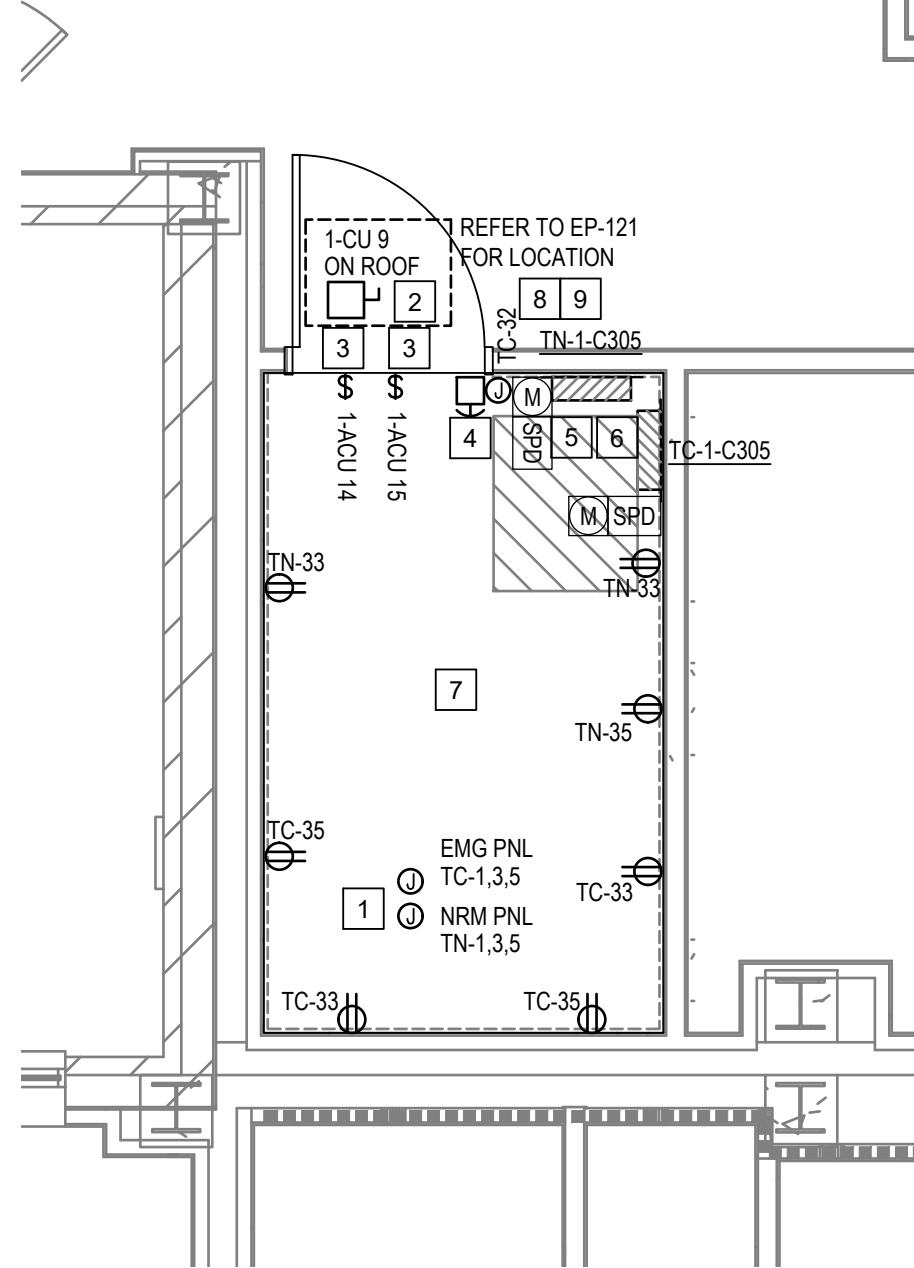 REFER TO EP-121
FOR LOCATION
1-CU 9
ON ROOF
2
8 9
3
3
TC-32
TN-1-C305
$
$
J
M
SPD
4
5
6
1-ACU 14
1-ACU 15
TC-1-C305
M SPD
TN-33
TN-33
7
TN-35
TC-35
EMG PNL
TC-1,3,5
J
TC-33
1
J
NRM PNL
TN-1,3,5
TC-33
TC-35